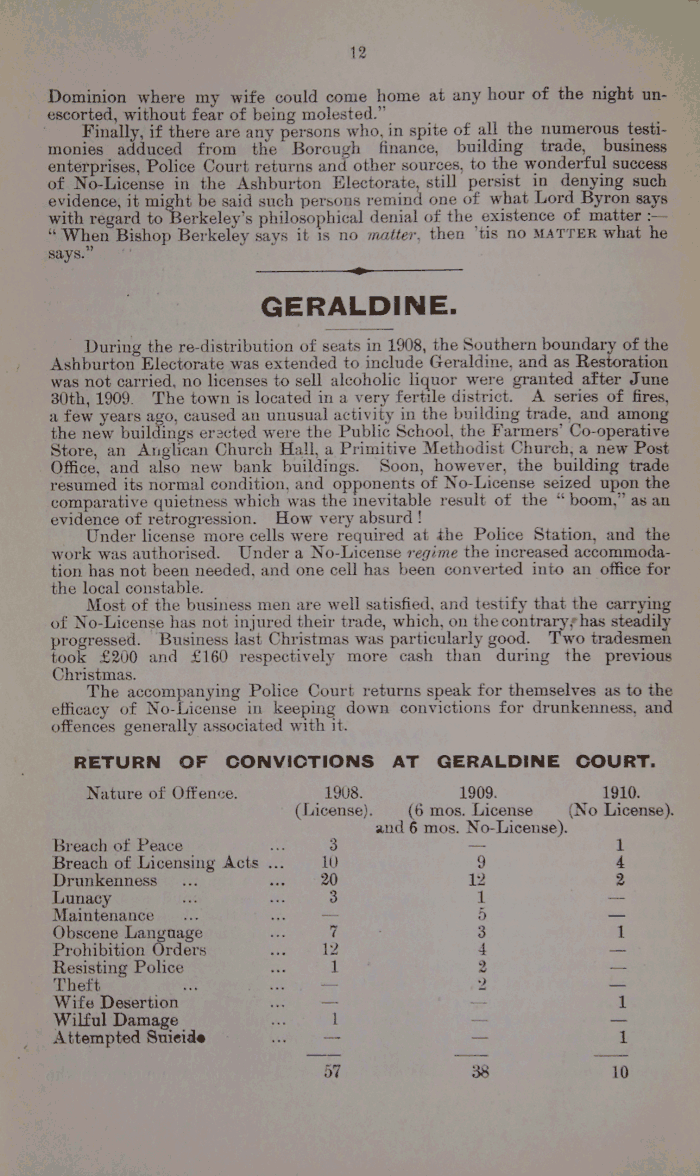 12
Dominion where my wife could come home at any hour of the night un-
escorted, without fear of being molested.”
Finally, if there are any persons who, in spite of all the numerous testi-
monies adduced from the Borough finance, building trade, business
enterprises, Police Court returns and other sources, to the wonderful success
of No-License in the Ashburton Electorate, still persist in denying such
evidence, it might be said such persons remind one of what Lord Byron says
with regard to Berkeley’s philosophical denial of the existence of matter :—
“ When Bishop Berkeley says it is no matter, then ’tis no MATTER what he
says.”
GERALDINE.
During the re-distribution of seats in 1908, the Southern boundary of the
Ashburton Electorate was extended to include Geraldine, and as Restoration
was not carried, no licenses to sell alcoholic liquor were granted after June
30th, 1909. The town is located in a very fertile district. A series of fires,
a few years ago, caused an unusual activity in the building trade, and among
the new buildings erected were the Public School, the Farmers’ Co-operative
Store, an Anglican Church Hall, a Primitive Methodist Church, a new Post
Office, and also new bank buildings. Soon, however, the building trade
resumed its normal condition, and opponents of No-License seized upon the
comparative quietness which was the inevitable result of the “ boom,” as an
evidence of retrogression. How very absurd !
Under license more cells were required at the Police Station, and the
work was authorised. Under a No-License regime the increased accommoda-
tion has not been needed, and one cell has been converted into an office for
the local constable.
Most of the business men are well satisfied, and testify that the carrying
of No-License has not injured their trade, which, on the contrary, has steadily
progressed. Business last Christmas was particularly good. Two tradesmen
took £200 and £160 respectively more cash than during the previous
Christmas.
The accompanying Police Court returns speak for themselves as to the
efficacy of No-License in keeping down convictions for drunkenness, and
offences generally associated with it.
RETURN OF CONVICTIONS AT GERALDINE COURT.
Nature of Offence. 1908. 1909. 1910.
(License). (6 mos. License (No License).
and 6 mos. No-License).
Breach of Peace ... 3 — 1
Breach of Licensing Acts ... 10 9 4
Drunkenness ... ... 20 12 2
Lunacy ... ... 3 1 —
Maintenance ... ... — 5 —
Obscene Language ... 7 3 1
Prohibition Orders ... 12 4 —
Resisting Police ... 1 2 —
Theft ... ... — 2 —
Wife Desertion ... — — 1
Wilful Damage ... 1 — —
Attempted Suicide ... — — 1
57 38 10